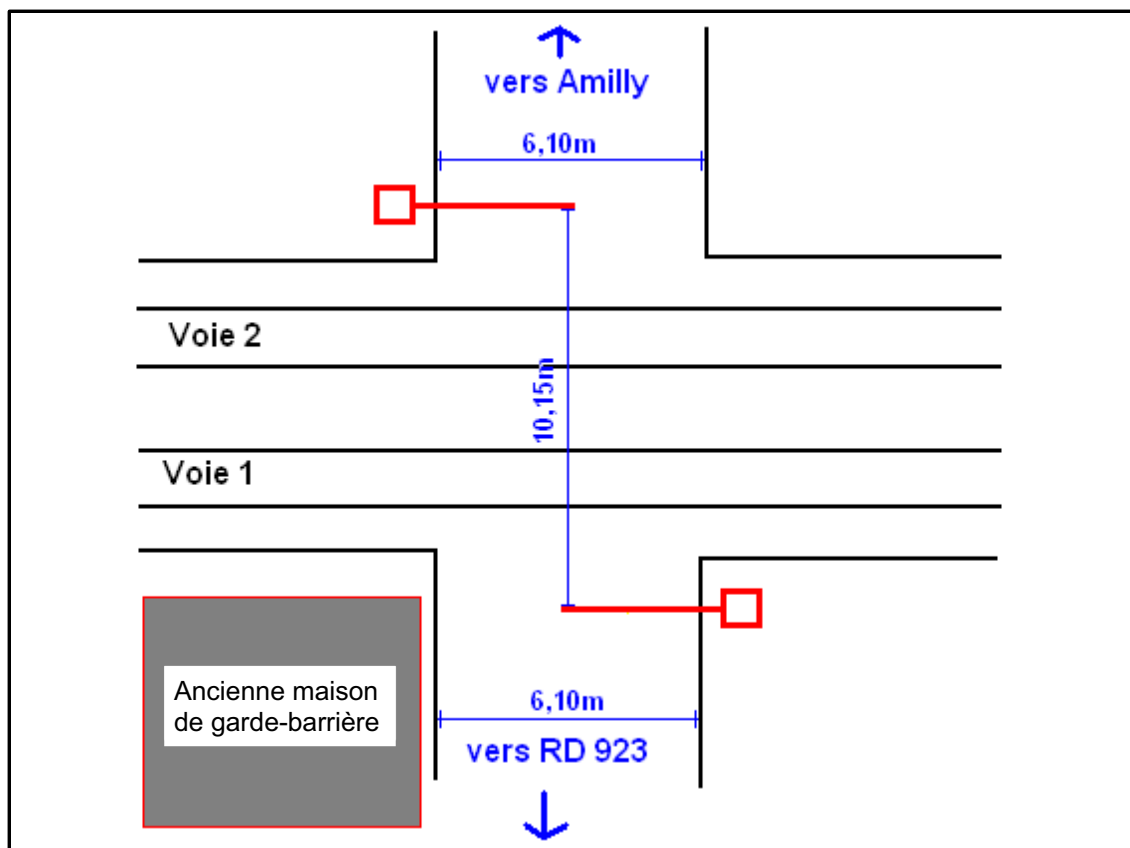 vers Amilly
6,10m
Voie 2
10,15m
Voie 1
Ancienne maison
de garde-barrière
6,10m
vers RD 923